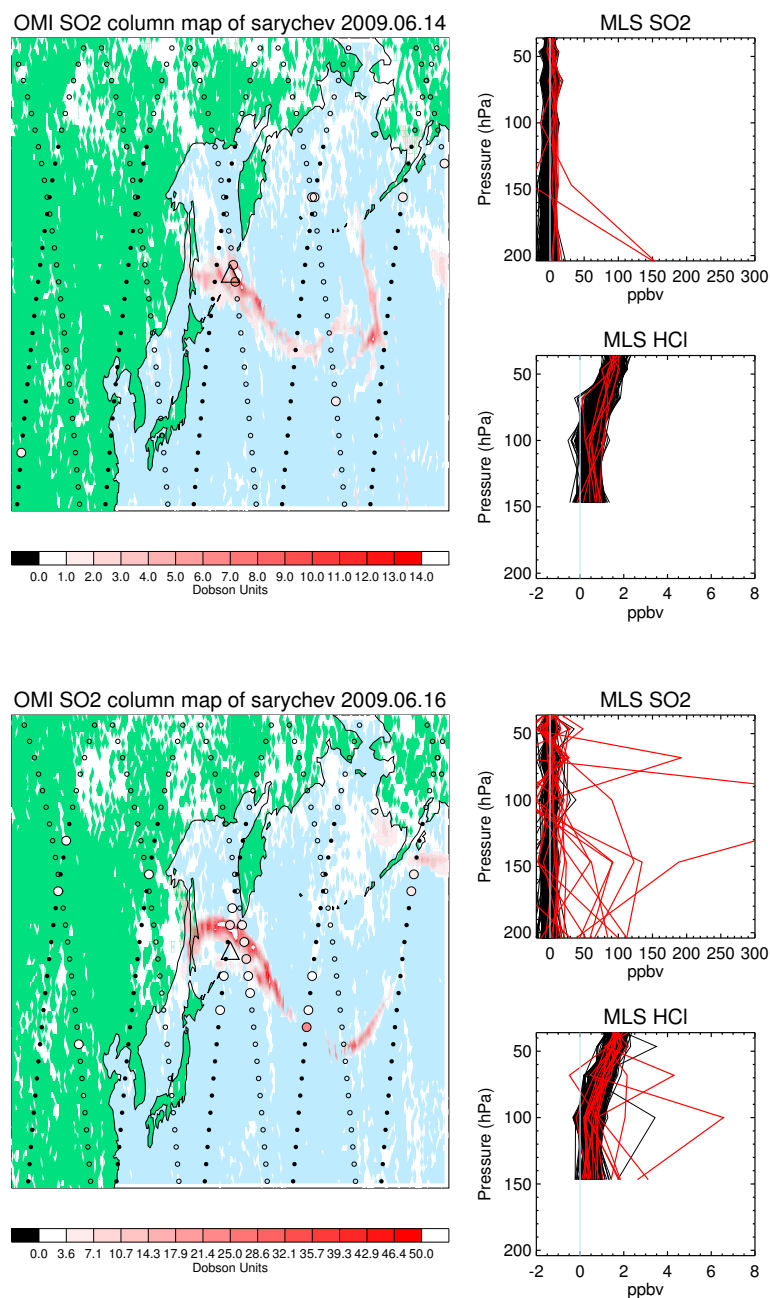 OMI SO2 column map of sarychev 2009.06.14
0.0 1.0 2.0 3.0 4.0 5.0 6.0 7.0 8.0 9.0 10.0 11.0 12.0 13.0 14.0
Dobson Units
MLS SO2
Pressure (hPa)
50
100
150
200
0 50 100 150 200 250 300
ppbv
MLS HCl
Pressure (hPa)
50
100
150
200
-2 0 2 4 6 8
ppbv
OMI SO2 column map of sarychev 2009.06.16
0.0 3.6 7.1 10.7 14.3 17.9 21.4 25.0 28.6 32.1 35.7 39.3 42.9 46.4 50.0
Dobson Units
MLS SO2
Pressure (hPa)
50
100
150
200
0 50 100 150 200 250 300
ppbv
MLS HCl
Pressure (hPa)
50
100
150
200
-2 0 2 4 6 8
ppbv